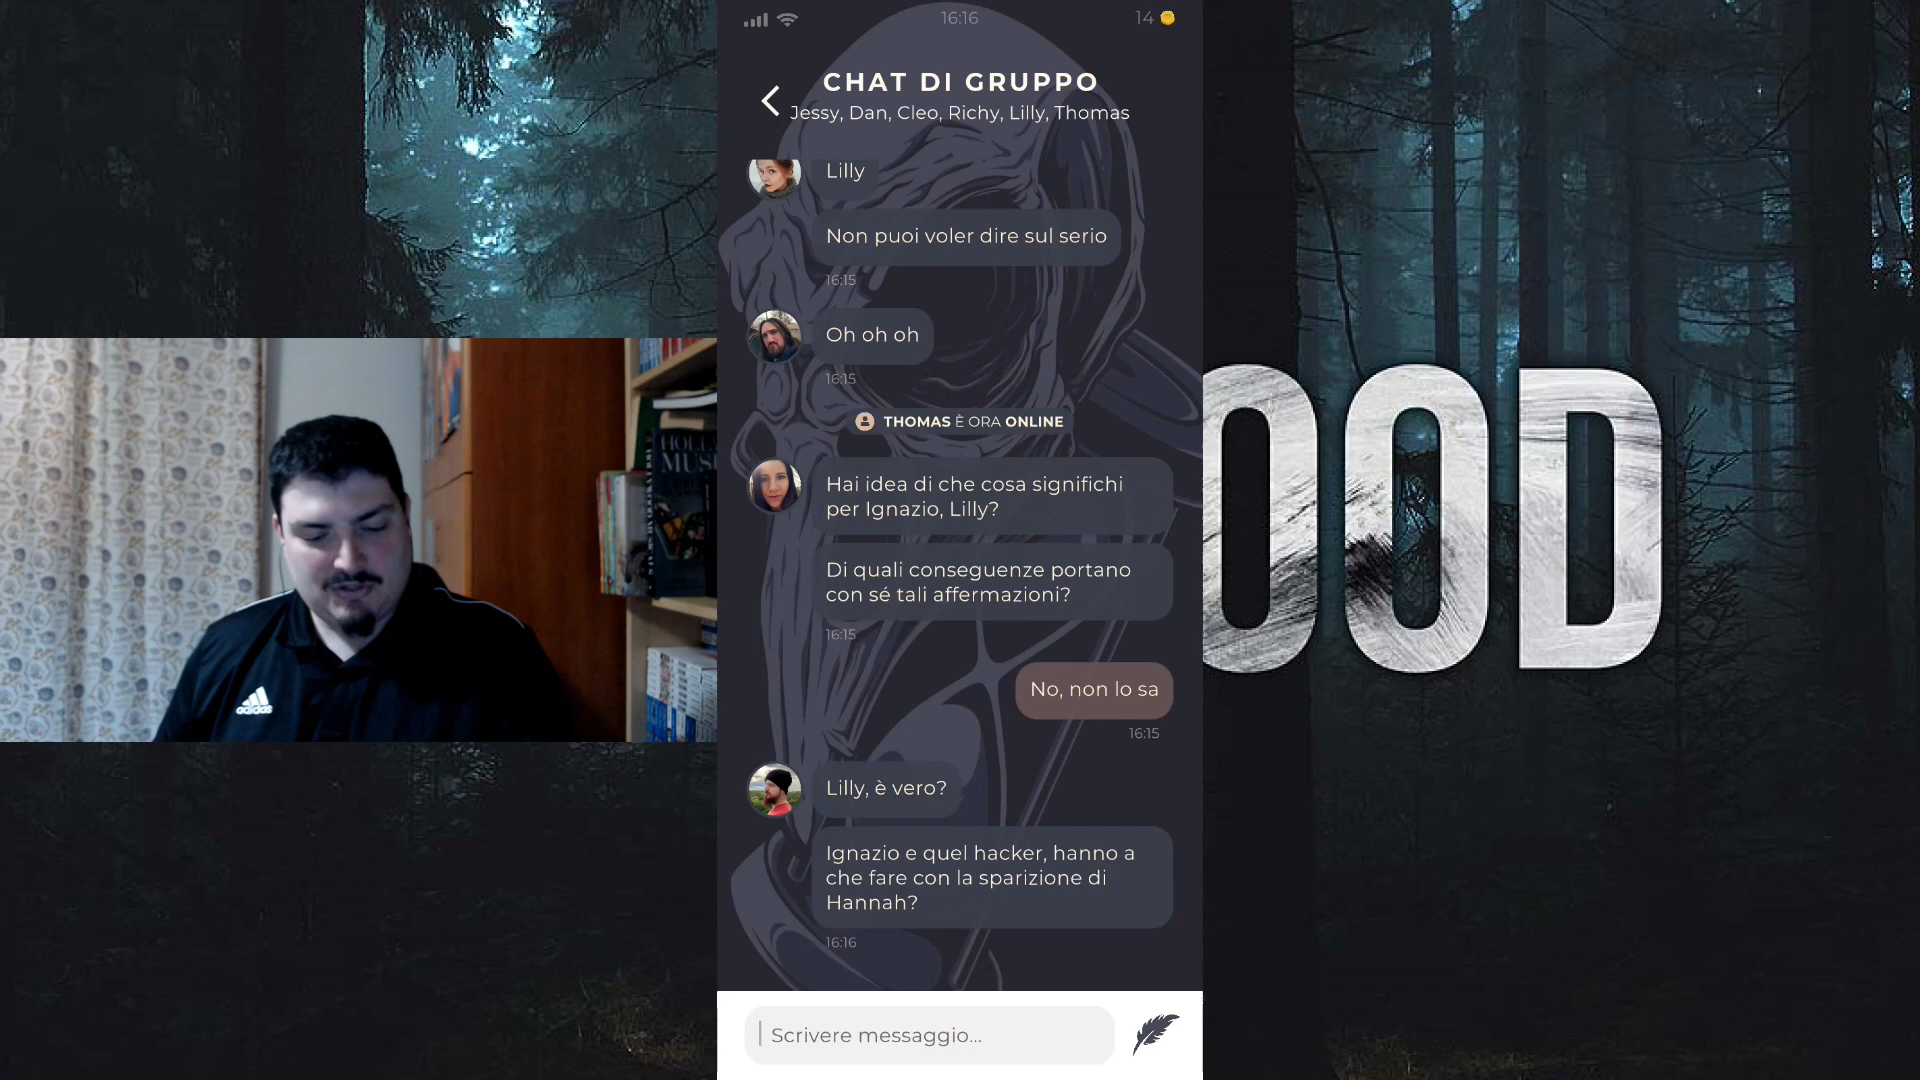 16:16
14
CHAT DI GRUPPO
Jessy, Dan, Cleo, Richy, Lilly, Thomas
Lilly
Non puoi voler dire sul serio
16:15
Oh oh oh
16:15
THOMAS È ORA ONLINE
Hai idea di che cosa significhi
per Ignazio, Lilly?
Di quali conseguenze portano
con sé tali affermazioni?
16:15
No, non lo sa
16:15
Lilly, è vero?
Ignazio e quel hacker, hanno a
che fare con la sparizione di
Hannah?
16:16
Scrivere messaggio...
OOD
adidas